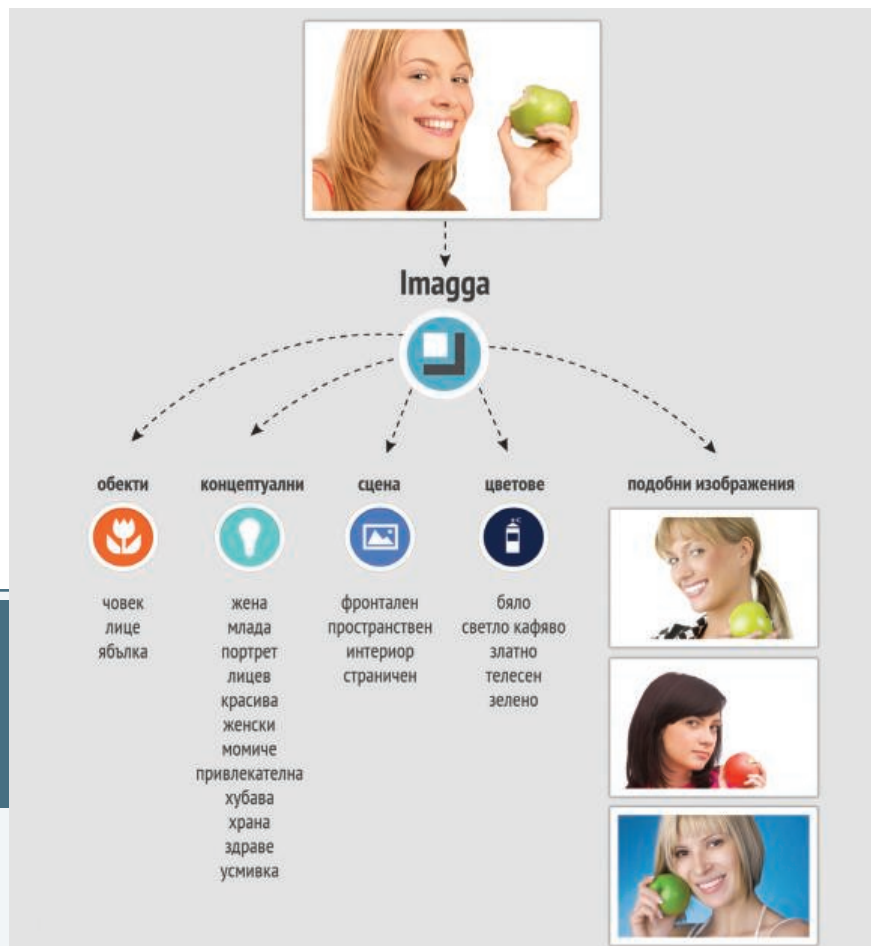 Imagga
обекти
човек
лице
ябълка
концептуални
жена
млада
портрет
лицев
красива
женски
момиче
привлекателна
хубава
храна
здраве
усмивка
сцена
фронтален
пространствен
интериор
страничен
цветове
бяло
светло кафяво
златно
телесен
зелено
подобни изображения